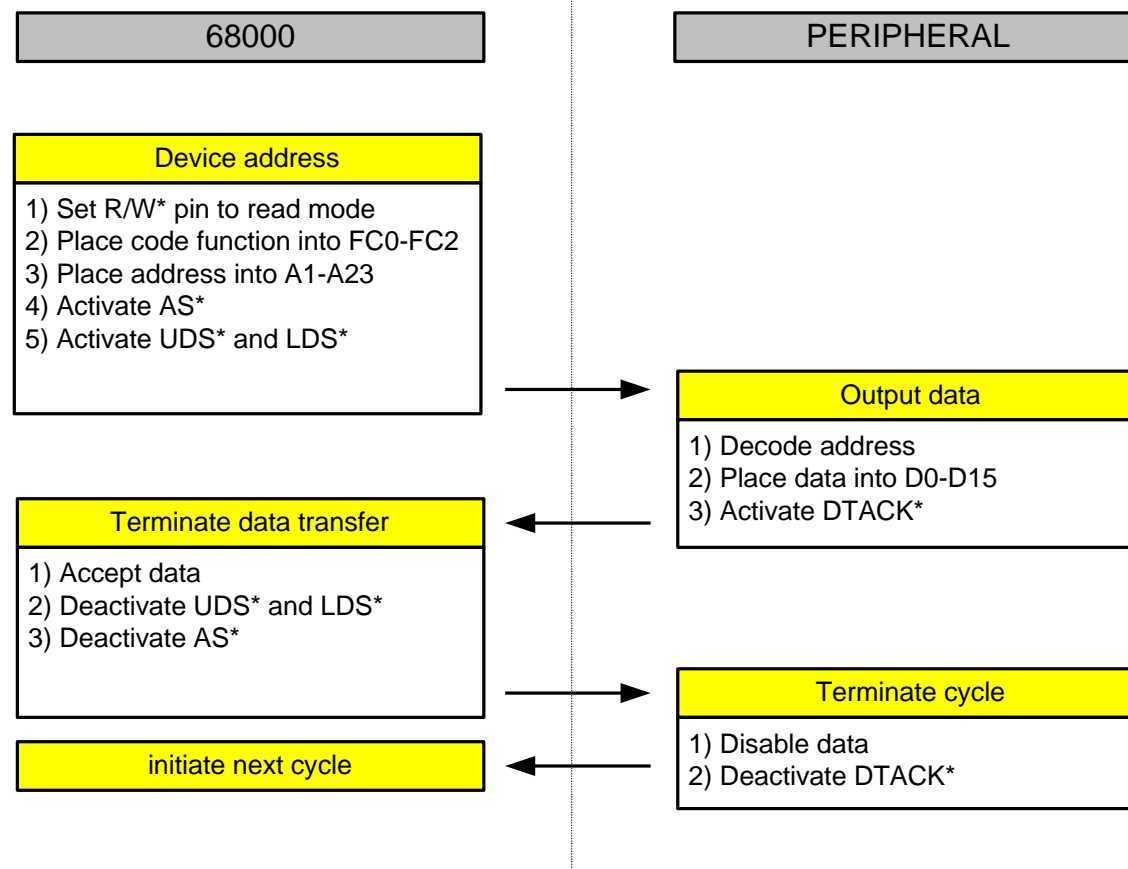 68000
PERIPHERAL
Device address
1) Set R/W* pin to read mode
2) Place code function into FC0-FC2
3) Place address into A1-A23
4) Activate AS*
5) Activate UDS* and LDS*
Output data
1) Decode address
2) Place data into D0-D15
3) Activate DTACK*
Terminate data transfer
1) Accept data
2) Deactivate UDS* and LDS*
3) Deactivate AS*
Terminate cycle
1) Disable data
2) Deactivate DTACK*
initiate next cycle